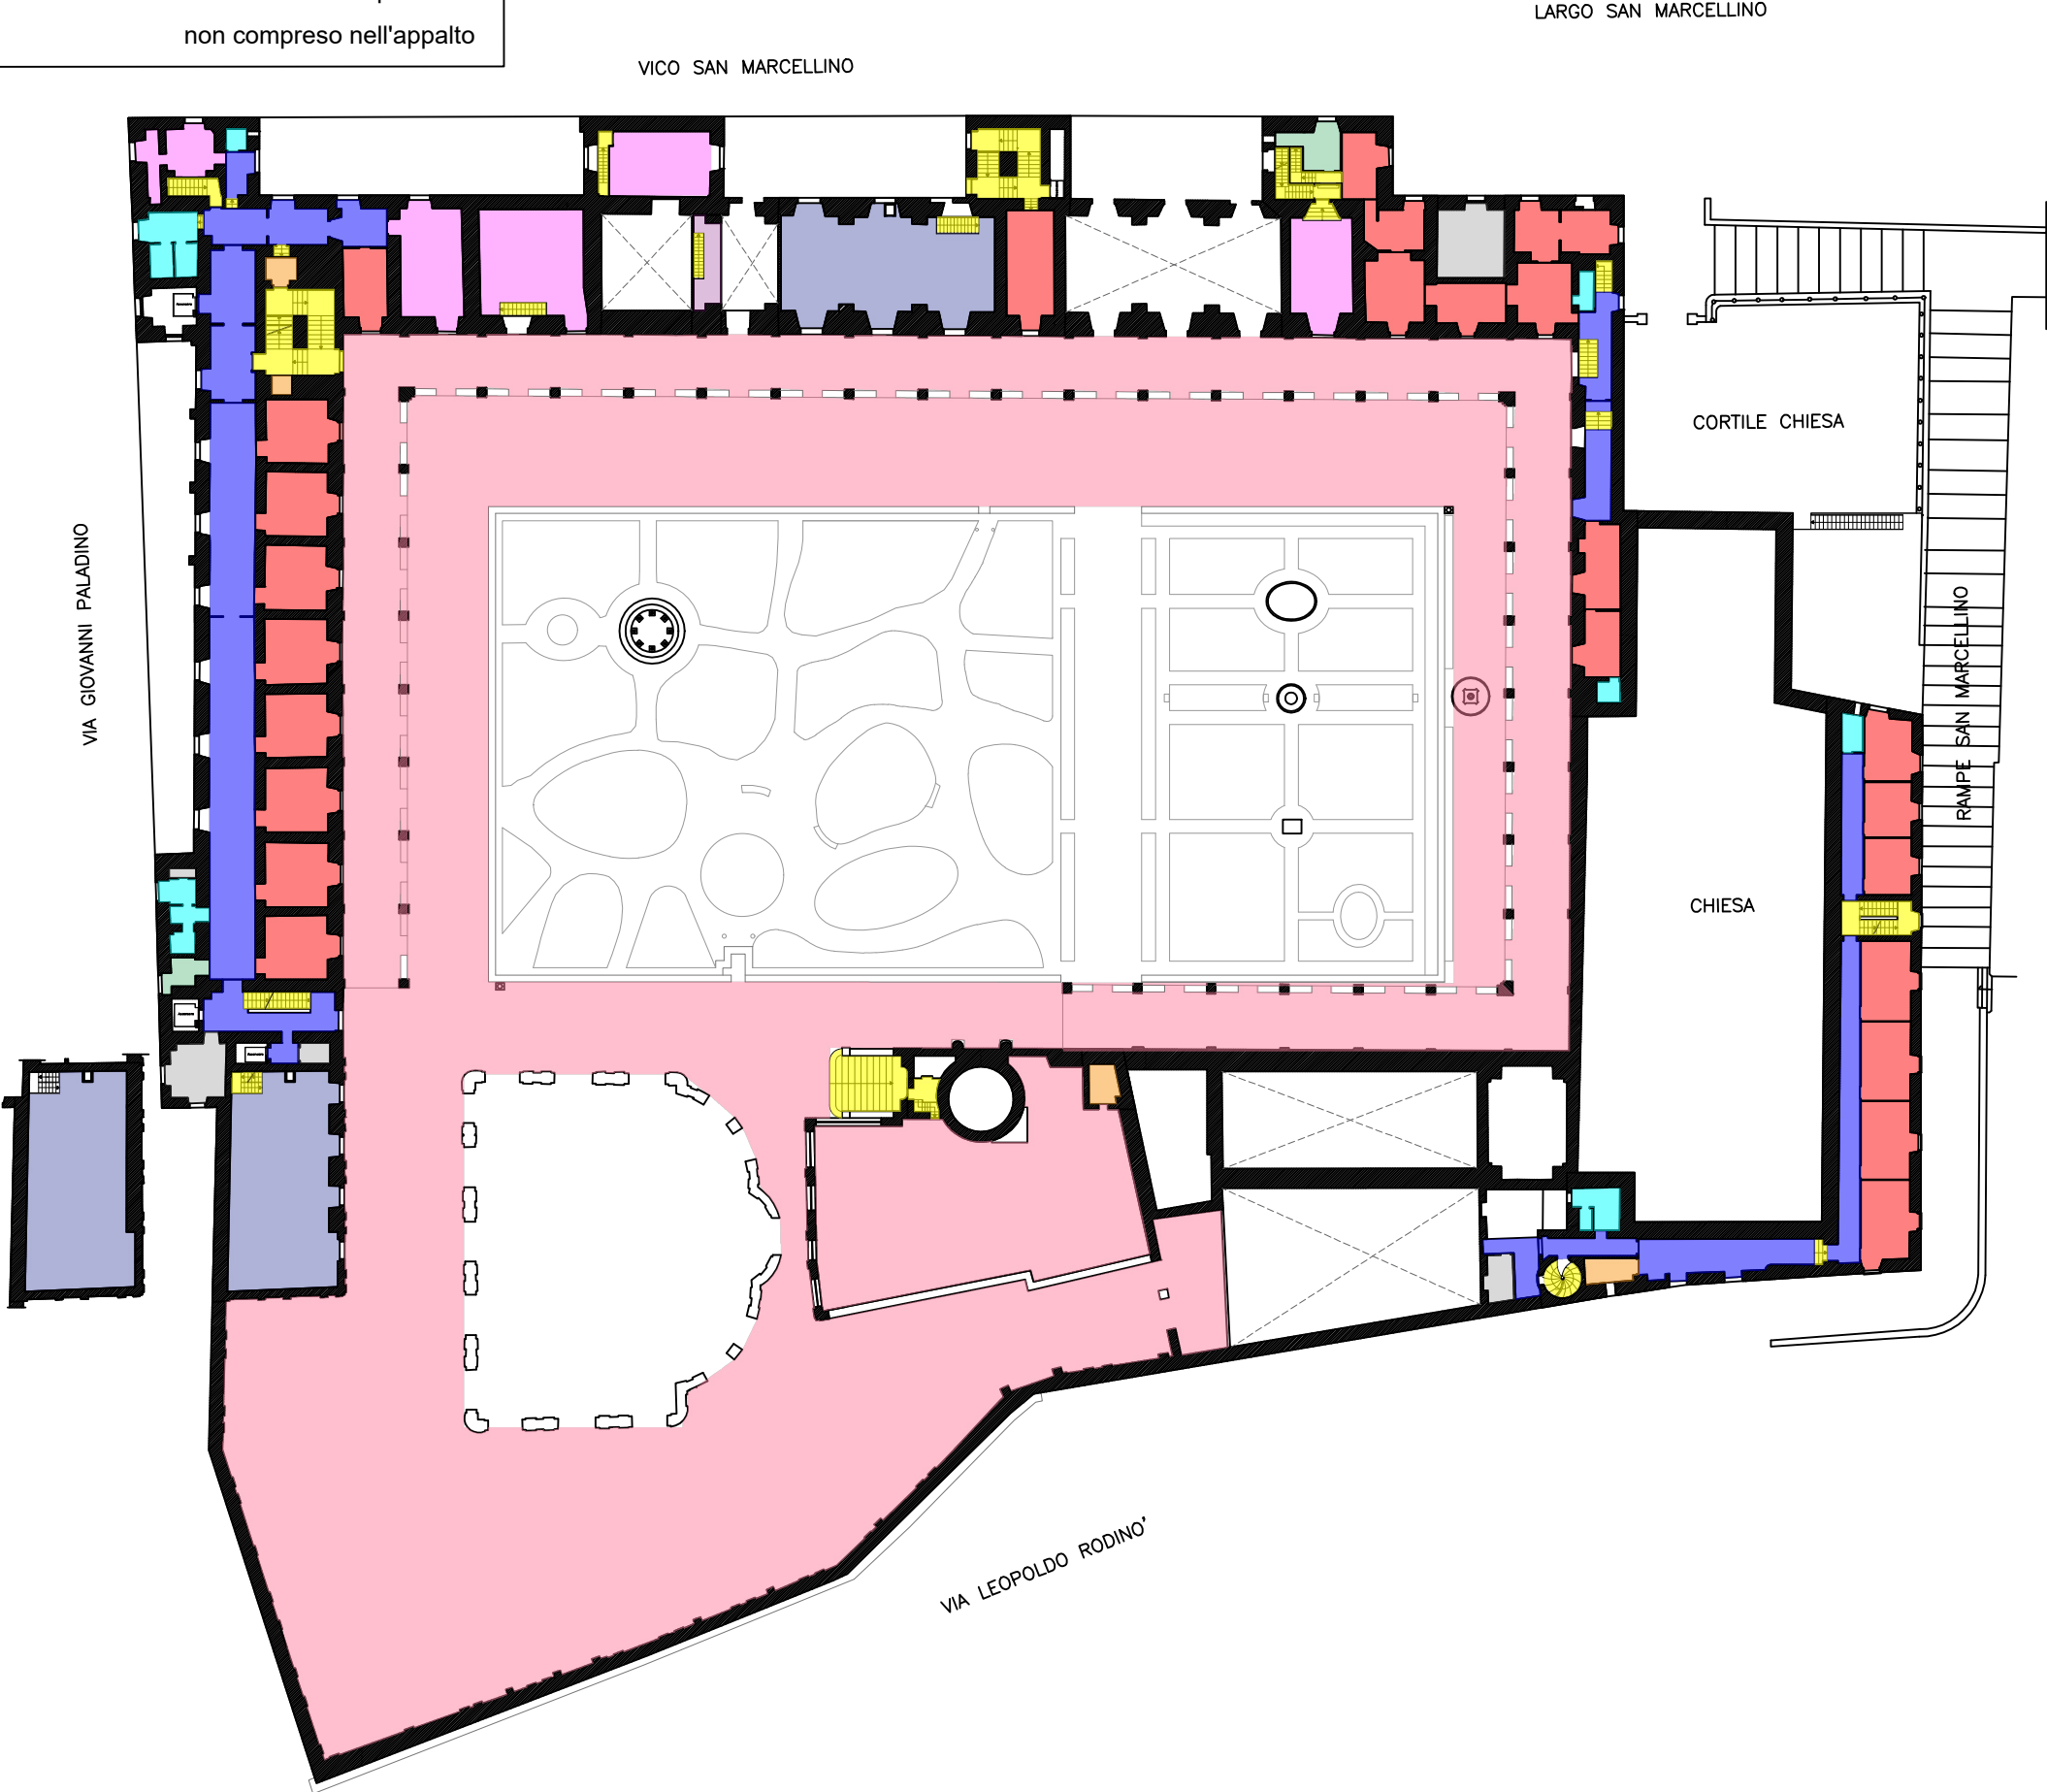 non compreso nell'appalto
LARGO SAN MARCELLINO
VICO SAN MARCELLINO
CORTILE CHIESA
VIA GIOVANNI PALADINO
RAMPE SAN MARCELLINO
CHIESA
VIA LEOPOLDO RODINO'